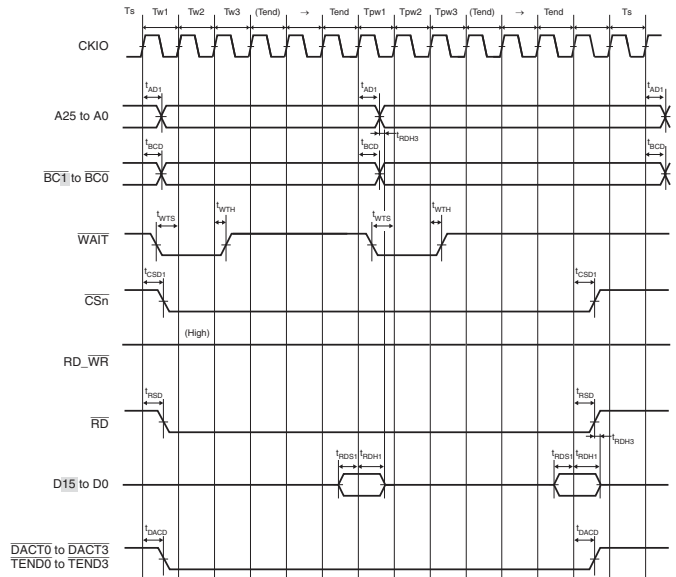 Ts Tw1 Tw2 Tw3 (Tend) → Tend Tpw1 Tpw2 Tpw3 (Tend) → Tend Ts
CKIO
tAD1 tAD1 tAD1
A25 to A0
tRDH3
tBCD tBCD tBCD
BC1 to BC0
tWTS tWTH tWTS tWTH
WAIT
tCSD1 tCSD1
CSn
(High)
RD_WR
tRSD tRSD
RD
tRDH3
tRDS1 tRDH1 tRDS1 tRDH1
D15 to D0
tDACD tDACD
DACT0 to DACT3
TEND0 to TEND3